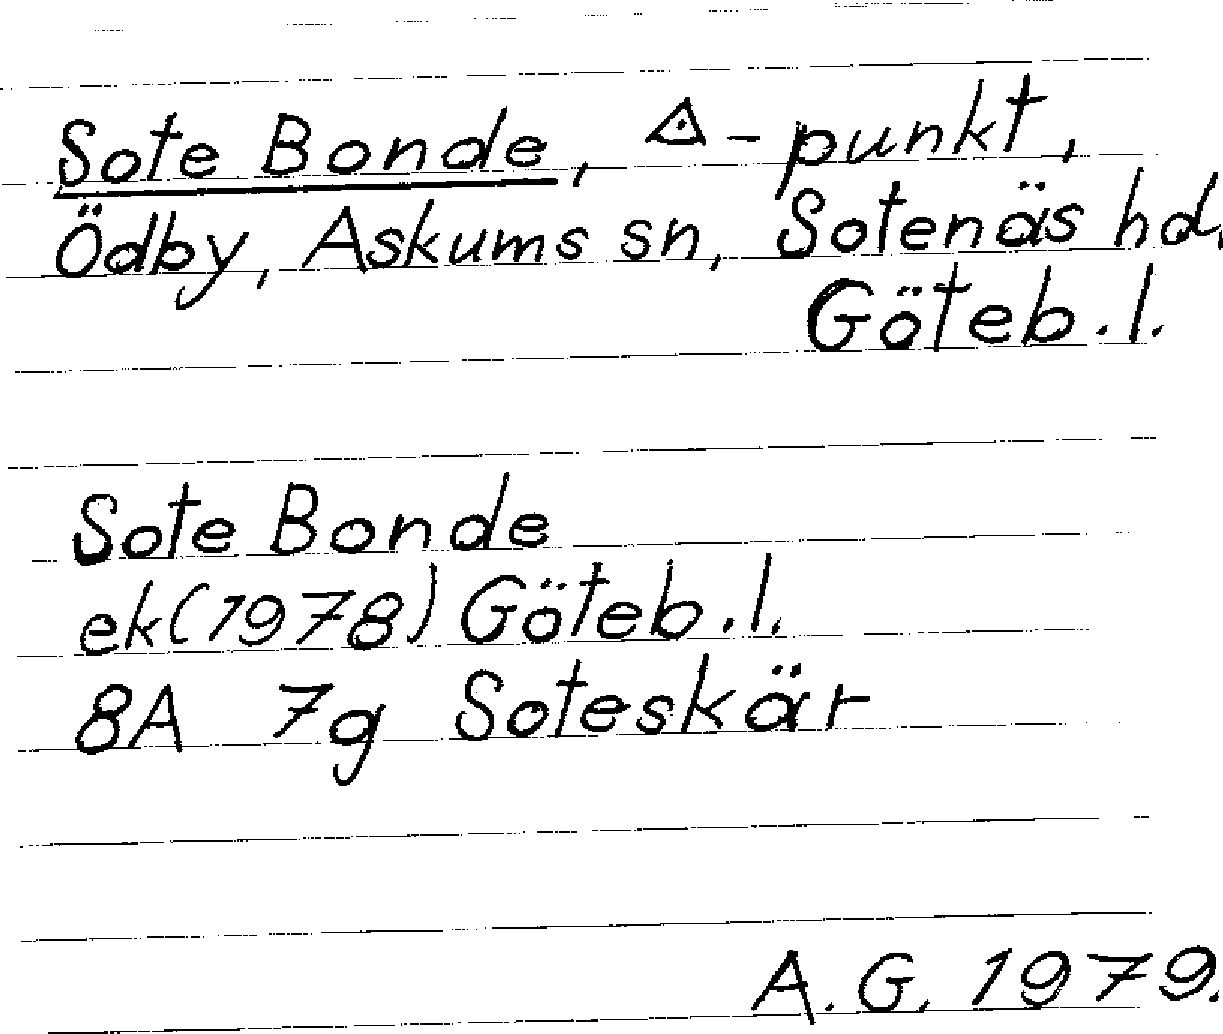 Sote Bonde, ◬-punkt,
Ödby, Askums sn, Sotenäs hd,
Göteb.l.
Sote Bonde
ek(1978) Göteb.l.
8A 7g Soteskär
A.G. 1979.